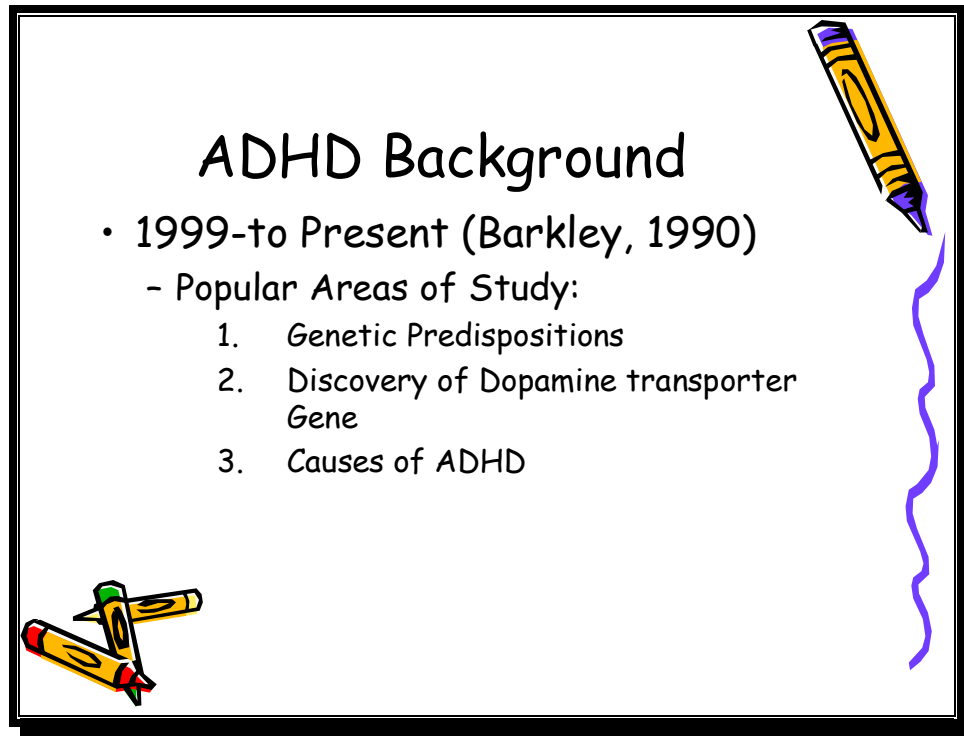 ADHD Background
• 1999-to Present (Barkley, 1990)
– Popular Areas of Study:
1. Genetic Predispositions
2. Discovery of Dopamine transporter
Gene
3. Causes of ADHD